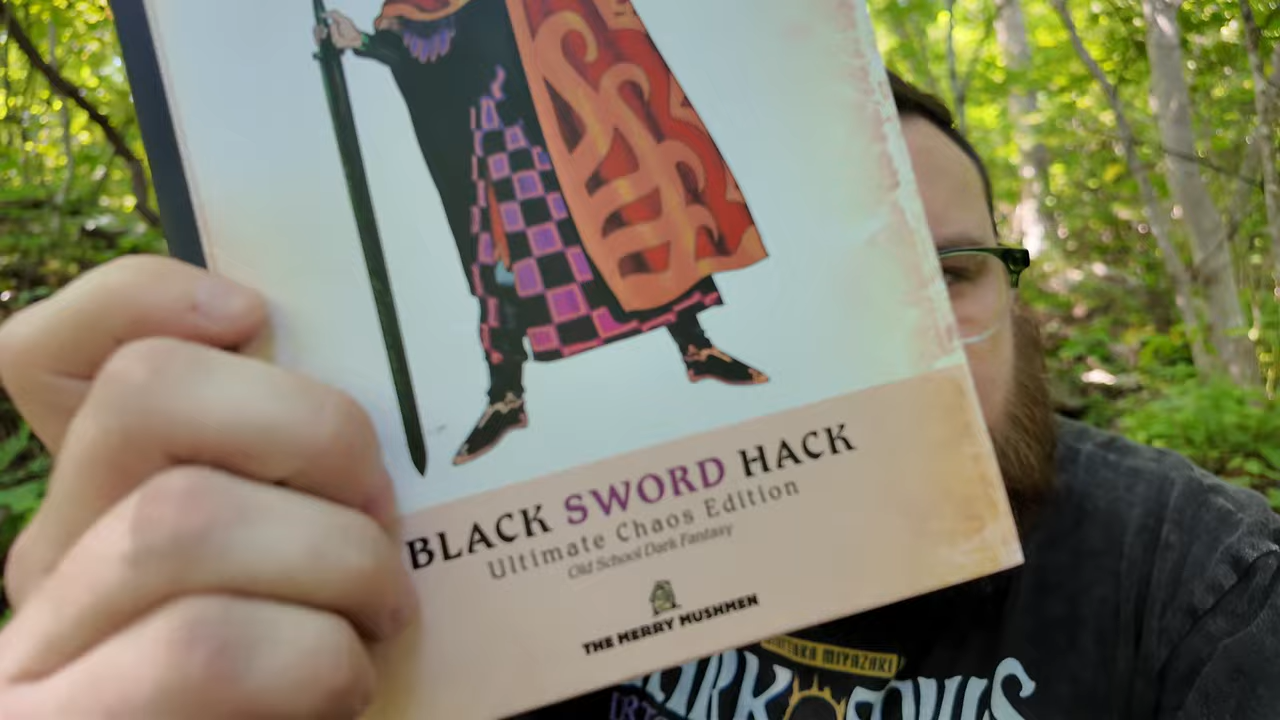 BLACK SWORD HACK
Ultimate Chaos Edition
Old School Dark Fantasy
THE MERRY MUSHMEN
MIYAZAKI